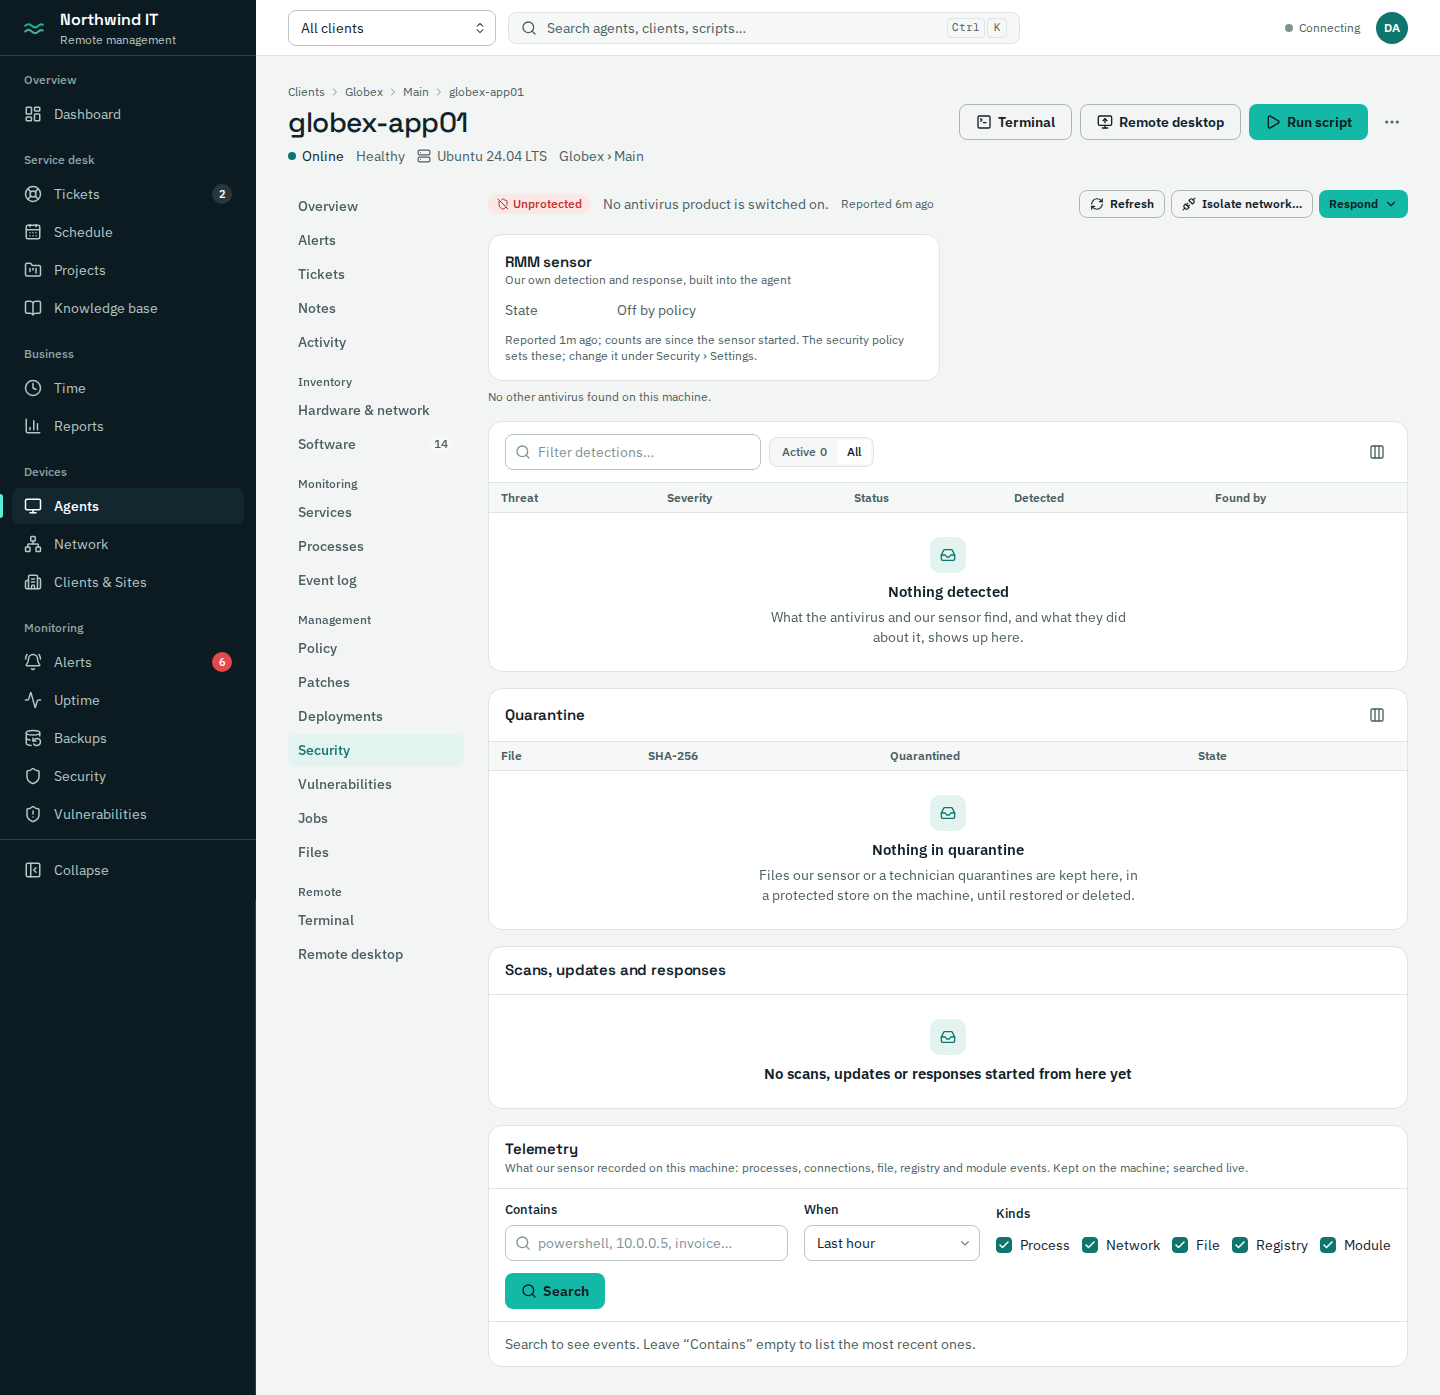 Northwind IT
Remote management
Overview
Dashboard
Service desk
Tickets 2
Schedule
Projects
Knowledge base
Business
Time
Reports
Devices
Agents
Network
Clients & Sites
Monitoring
Alerts 6
Uptime
Backups
Security
Vulnerabilities
Collapse
All clients
Search agents, clients, scripts... Ctrl K
Connecting DA
Clients > Globex > Main > globex-app01
globex-app01
Online Healthy Ubuntu 24.04 LTS Globex › Main
Terminal Remote desktop Run script
Overview
Alerts
Tickets
Notes
Activity
Inventory
Hardware & network
Software 14
Monitoring
Services
Processes
Event log
Management
Policy
Patches
Deployments
Security
Vulnerabilities
Jobs
Files
Remote
Terminal
Remote desktop
Unprotected No antivirus product is switched on. Reported 6m ago
Refresh Isolate network... Respond
RMM sensor
Our own detection and response, built into the agent
State Off by policy
Reported 1m ago; counts are since the sensor started. The security policy
sets these; change it under Security › Settings.
No other antivirus found on this machine.
Filter detections... Active 0 All
Threat Severity Status Detected Found by
Nothing detected
What the antivirus and our sensor find, and what they did
about it, shows up here.
Quarantine
File SHA-256 Quarantined State
Nothing in quarantine
Files our sensor or a technician quarantines are kept here, in
a protected store on the machine, until restored or deleted.
Scans, updates and responses
No scans, updates or responses started from here yet
Telemetry
What our sensor recorded on this machine: processes, connections, file, registry and module events. Kept on the machine; searched live.
Contains When Kinds
powershell, 10.0.0.5, invoice... Last hour Process Network File Registry Module
Search
Search to see events. Leave “Contains” empty to list the most recent ones.